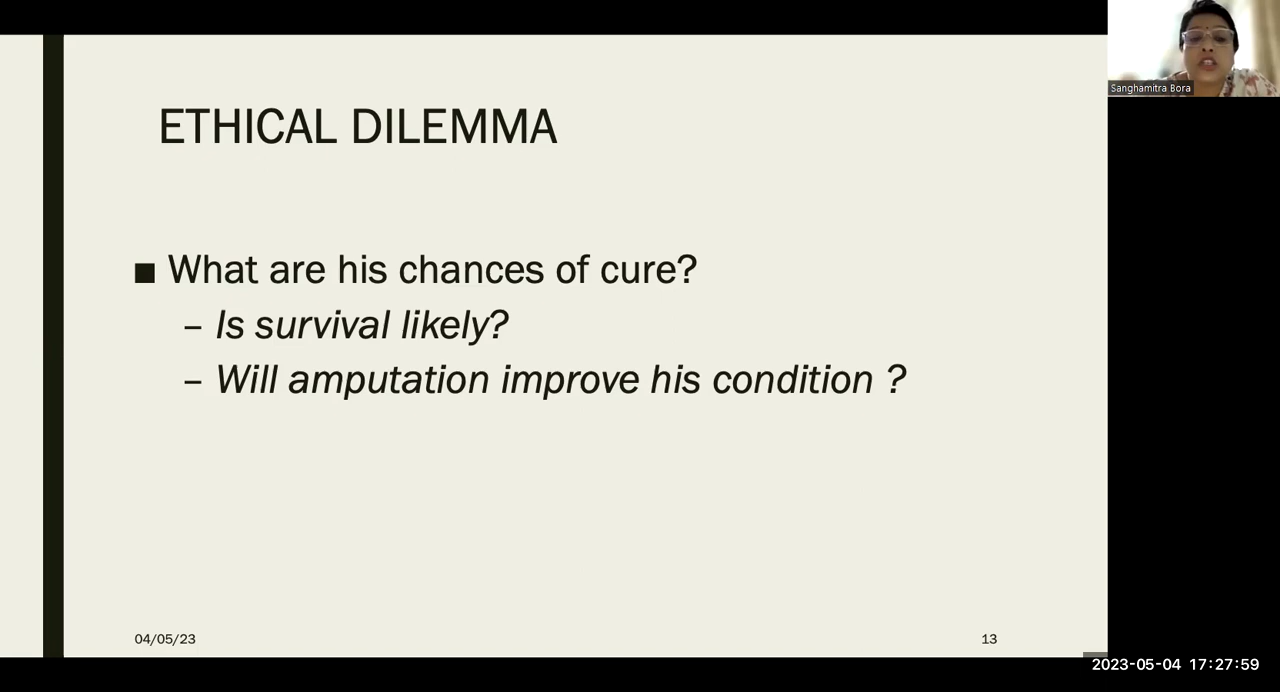 ETHICAL DILEMMA
■ What are his chances of cure?
– Is survival likely?
– Will amputation improve his condition ?
04/05/23
13
Sanghamitra Bora
2023-05-04 17:27:59